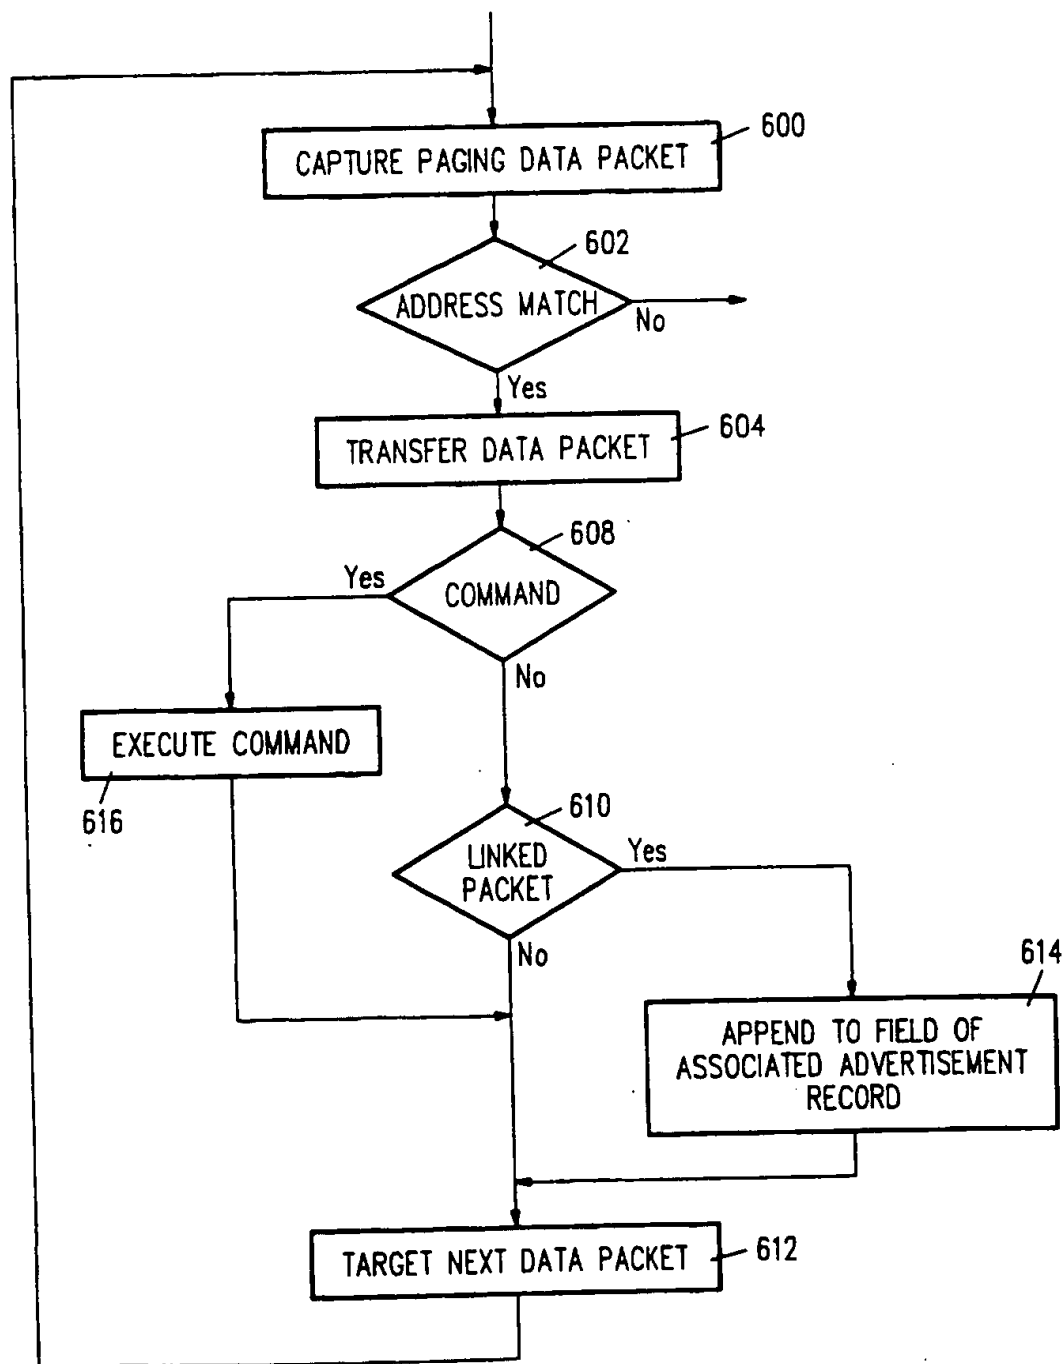 600
CAPTURE PAGING DATA PACKET
602
ADDRESS MATCH
No
Yes
TRANSFER DATA PACKET
604
608
Yes
COMMAND
No
EXECUTE COMMAND
616
610
LINKED
PACKET
Yes
No
614
APPEND TO FIELD OF
ASSOCIATED ADVERTISEMENT
RECORD
TARGET NEXT DATA PACKET
612